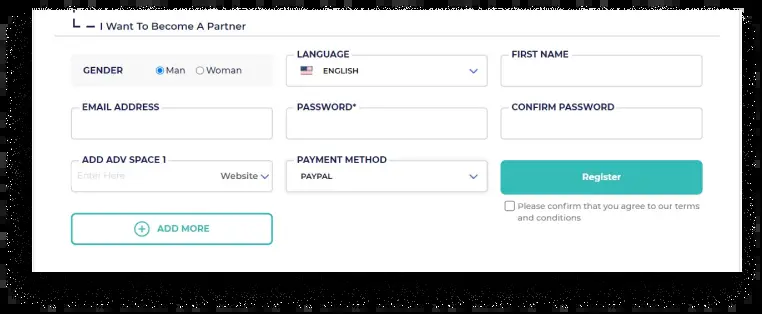 I Want To Become A Partner
GENDER Man Woman
LANGUAGE
ENGLISH
FIRST NAME
EMAIL ADDRESS
PASSWORD*
CONFIRM PASSWORD
ADD ADV SPACE 1
Enter Here Website
PAYMENT METHOD
PAYPAL
Register
Please confirm that you agree to our terms
and conditions
ADD MORE